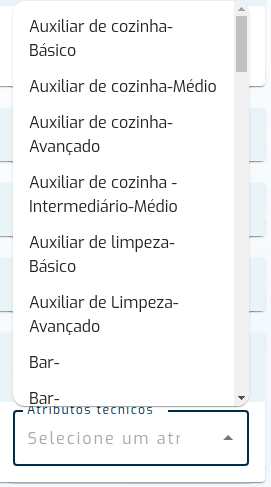 Auxiliar de cozinha-
Básico
Auxiliar de cozinha-Médio
Auxiliar de cozinha-
Avançado
Auxiliar de cozinha -
Intermediário-Médio
Auxiliar de limpeza-
Básico
Auxiliar de Limpeza-
Avançado
Bar-
Bar-
Atributos técnicos
Selecione um atr